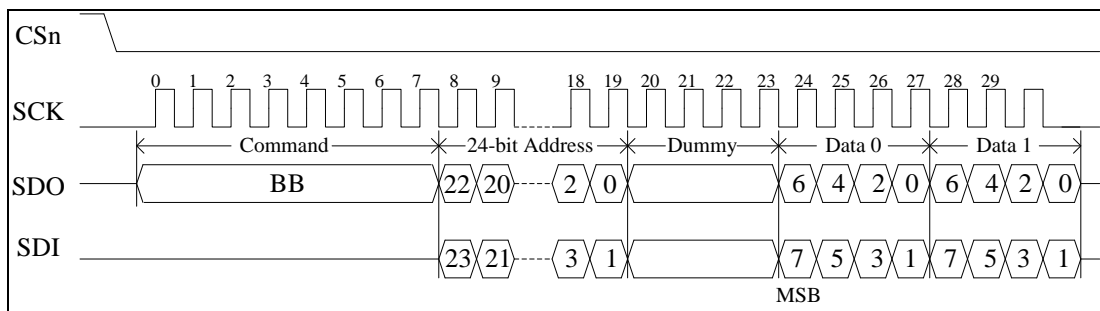 CSn
0 1 2 3 4 5 6 7 8 9 18 19 20 21 22 23 24 25 26 27 28 29
SCK
Command 24-bit Address Dummy Data 0 Data 1
SDO BB 22 20 2 0 6 4 2 0 6 4 2 0
SDI 23 21 3 1 7 5 3 1 7 5 3 1
MSB